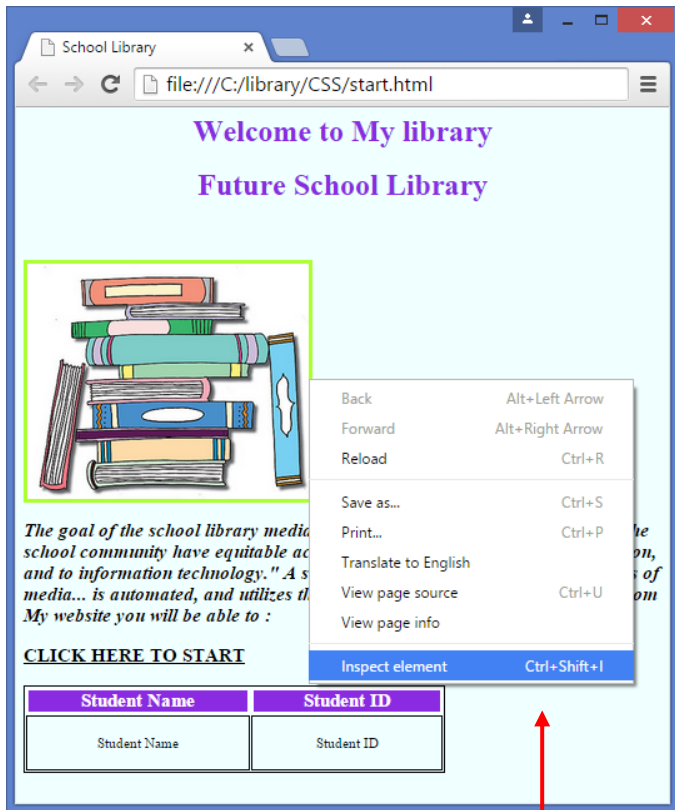 School Library
file:///C:/library/CSS/start.html
Welcome to My library
Future School Library
Back Alt+Left Arrow
Forward Alt+Right Arrow
Reload Ctrl+R
Save as... Ctrl+S
Print... Ctrl+P
Translate to English
View page source Ctrl+U
View page info
Inspect element Ctrl+Shift+I
The goal of the school library media
school community have equitable on,
and to information technology." A s of
media... is automated, and utilizes
My website you will be able to :
CLICK HERE TO START
Student Name Student ID
Student Name Student ID